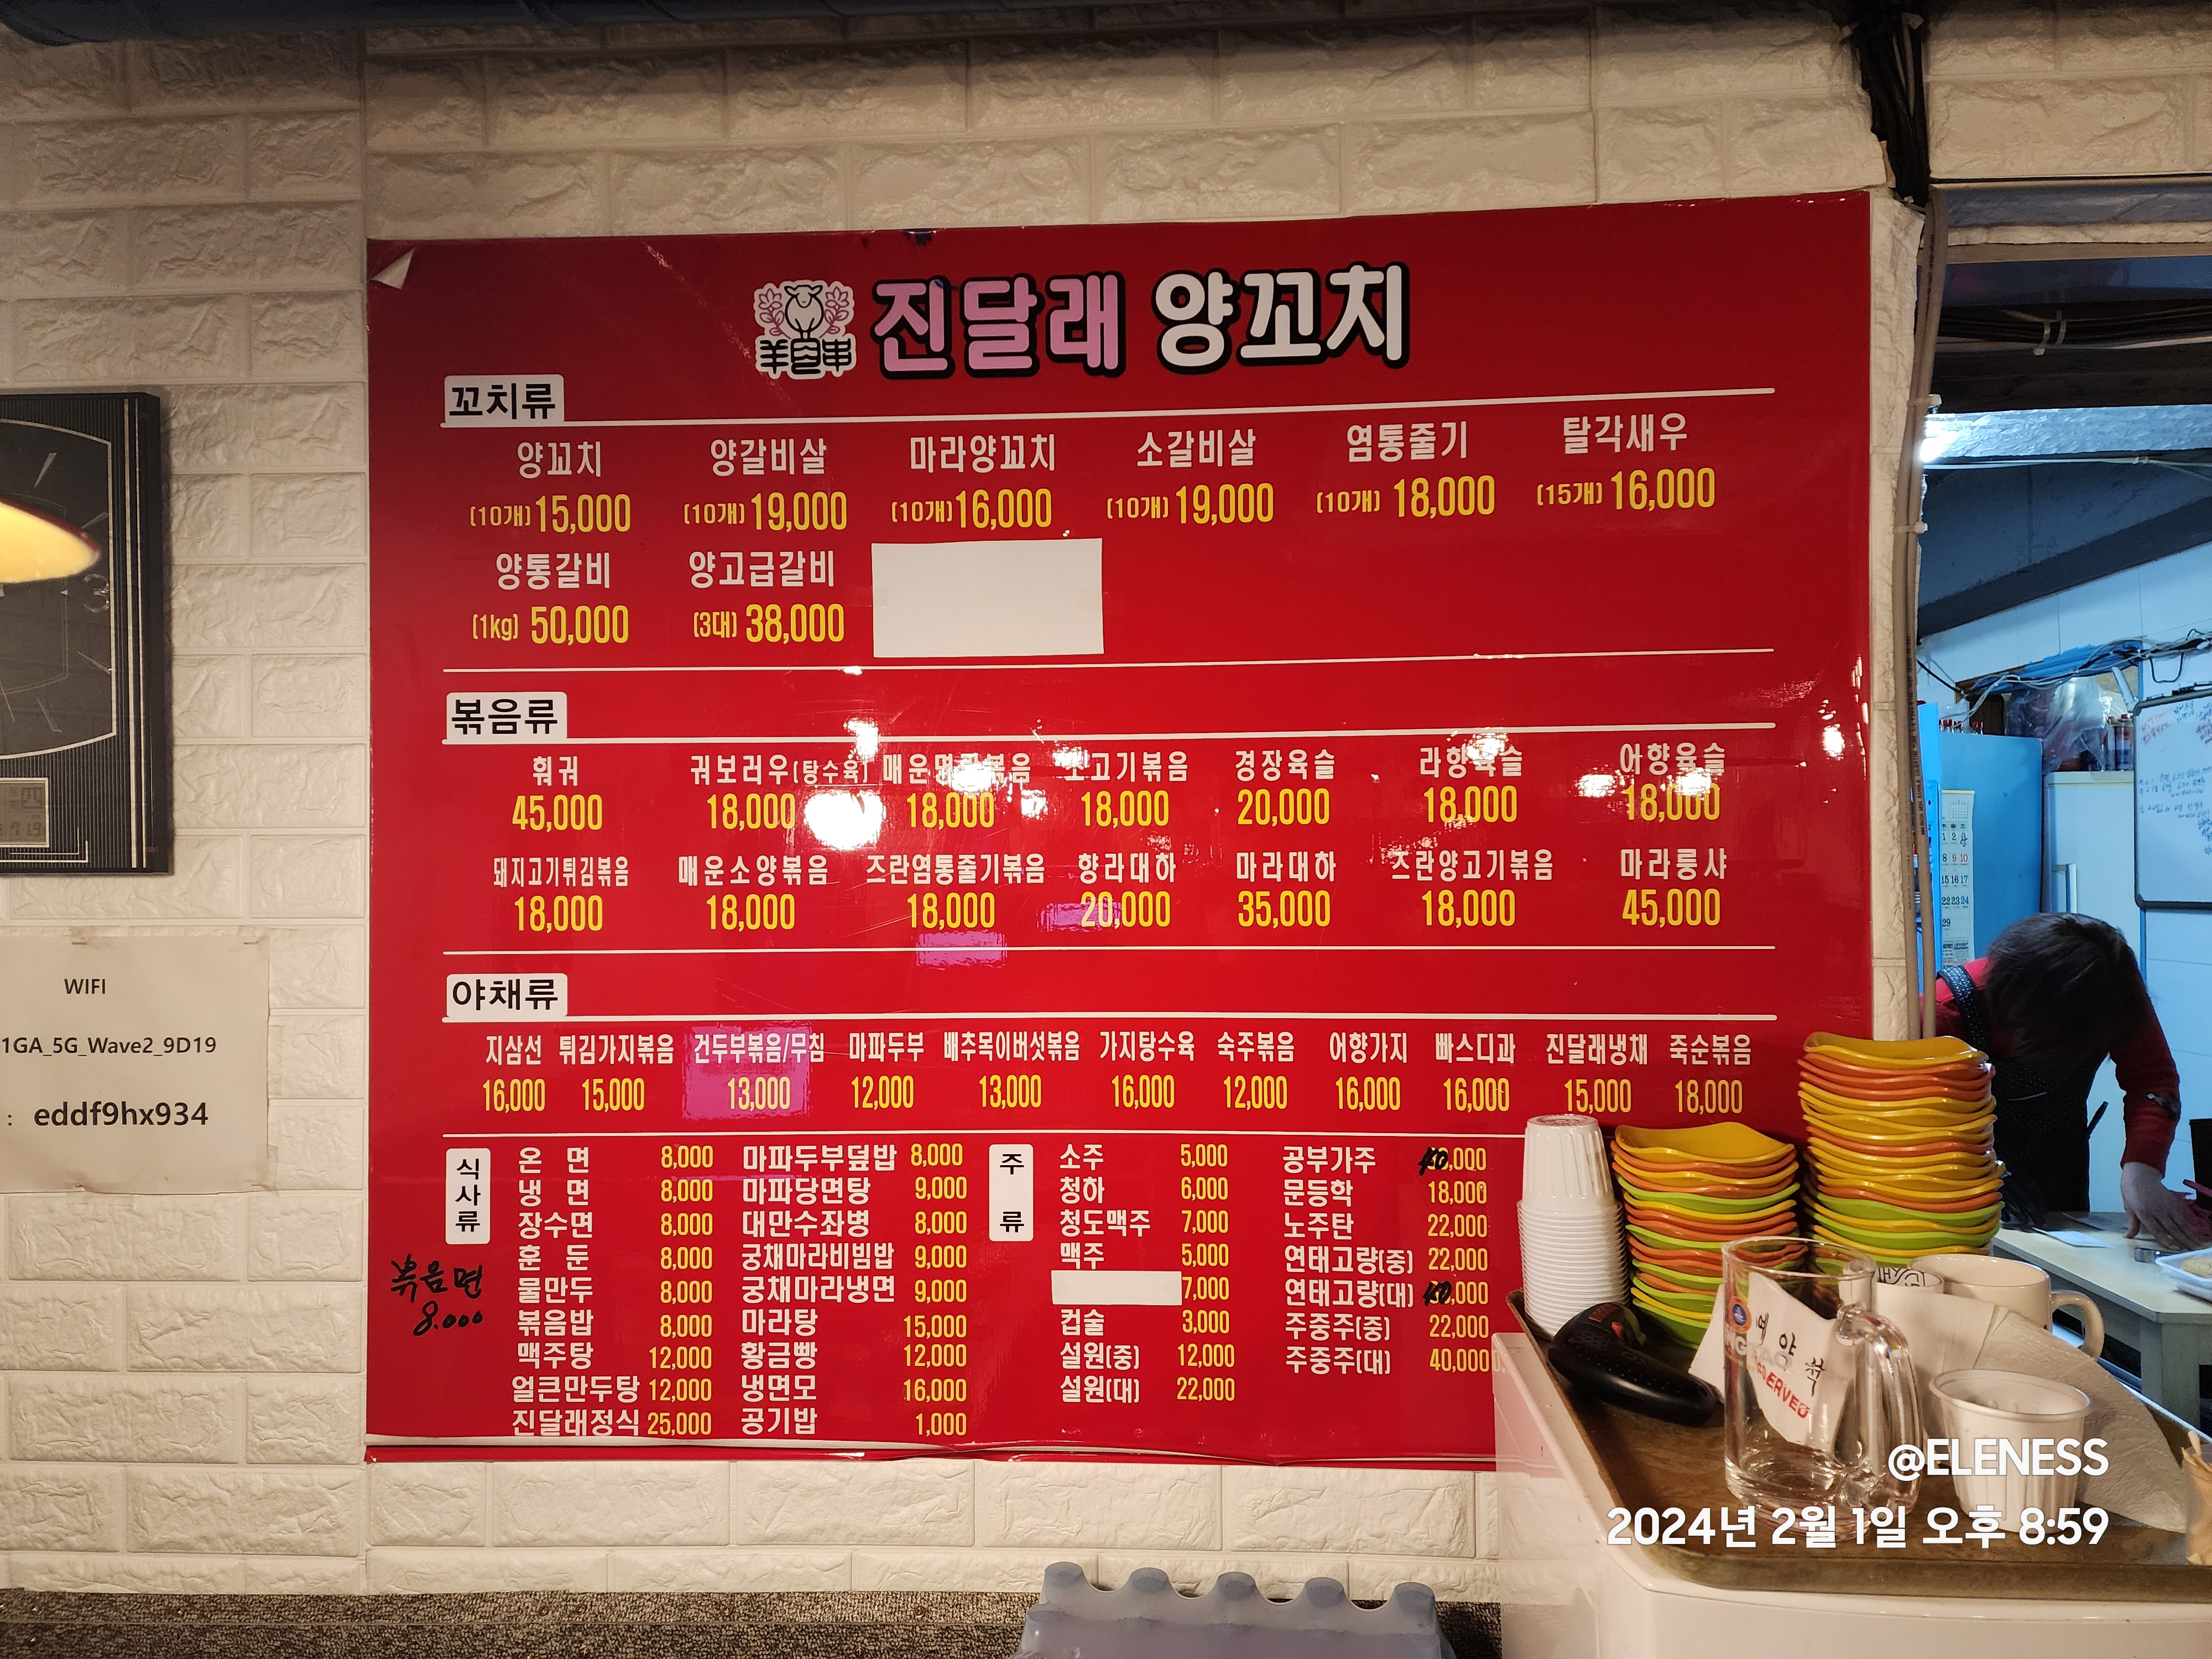 진달래 양꼬치
꼬치류
양꼬치 양갈비살 마라양꼬치 소갈비살 염통줄기 탈각새우
(10개)15,000 (10개)19,000 (10개)16,000 (10개)19,000 (10개) 18,000 (15개)16,000
양통갈비 양고급갈비
(1kg) 50,000 (3대) 38,000
볶음류
훠궈 궈보러우(탕수육) 매운 볶음 소고기볶음 경장육슬 라향육슬 어향육슬
45,000 18,000 18,000 18,000 20,000 18,000 18,000
돼지고기튀김볶음 매운소양볶음 즈란염통줄기볶음 향라대하 마라대하 즈란양고기볶음 마라룽샤
18,000 18,000 18,000 20,000 35,000 18,000 45,000
야채류
지삼선 튀김가지볶음 건두부볶음/무침 마파두부 배추목이버섯볶음 가지탕수육 숙주볶음 어향가지 빠스디과 진달래냉채 죽순볶음
16,000 15,000 13,000 12,000 13,000 16,000 12,000 16,000 16,000 15,000 18,000
식사류
온 면 8,000
냉 면 8,000
장수면 8,000
훈 둔 8,000
물만두 8,000
볶음밥 8,000
맥주탕 12,000
얼큰만두탕 12,000
진달래정식 25,000
볶음면
8.000
마파두부덮밥 8,000
마파당면탕 9,000
대만수좌병 8,000
궁채마라비빔밥 9,000
궁채마라냉면 9,000
마라탕 15,000
황금빵 12,000
냉면모 16,000
공기밥 1,000
주류
소주 5,000
청하 6,000
청도맥주 7,000
맥주 5,000
7,000
컵술 3,000
설원(중) 12,000
설원(대) 22,000
공부가주 40,000
문등학 18,000
노주탄 22,000
연태고량(중) 22,000
연태고량(대) 40,000
주중주(중) 22,000
주중주(대) 40,000
WIFI
1GA_5G_Wave2_9D19
: eddf9hx934
@ELENESS
2024년 2월 1일 오후 8:59